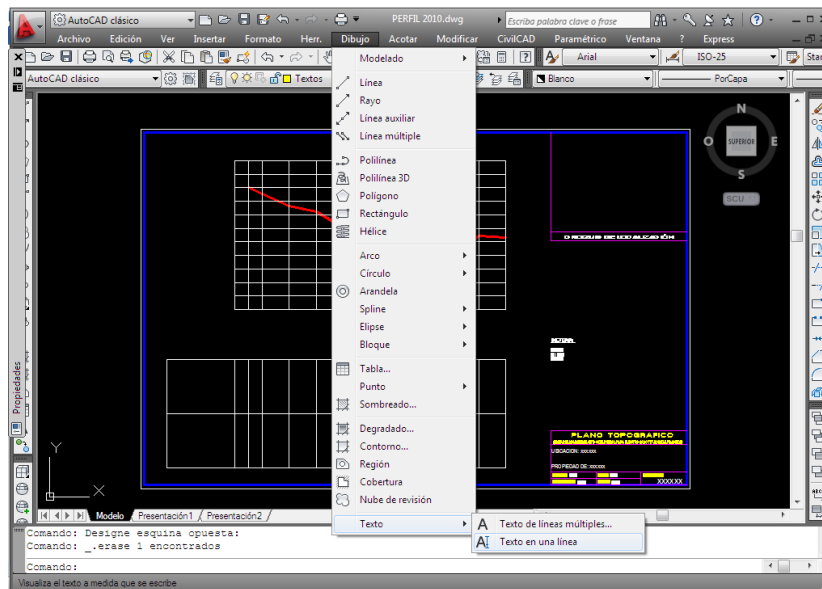 AutoCAD clásico
PERFIL 2010.dwg
Escriba palabra clave o frase
Archivo Edición Ver Insertar Formato Herr. Dibujo Acotar Modificar CivilCAD Paramétrico Ventana ? Express
Arial
ISO-25
AutoCAD clásico
Textos
Blanco
PorCapa
Modelado
Línea
Rayo
Línea auxiliar
Línea múltiple
Polilínea
Polilínea 3D
Polígono
Rectángulo
Hélice
Arco
Círculo
Arandela
Spline
Elipse
Bloque
Tabla...
Punto
Sombreado...
Degradado...
Contorno...
Región
Cobertura
Nube de revisión
Texto
Texto de líneas múltiples...
Texto en una línea
N
O SUPERIOR E
S
SCU
PLANO TOPOGRAFICO
UBICACION: xxxxxx
PROPIEDAD DE: xxxxxx
XXXXXX
Propiedades
Y
X
Modelo Presentación1 Presentación2
Comando: Designe esquina opuesta:
Comando: _.erase 1 encontrados
Comando:
Visualiza el texto a medida que se escribe